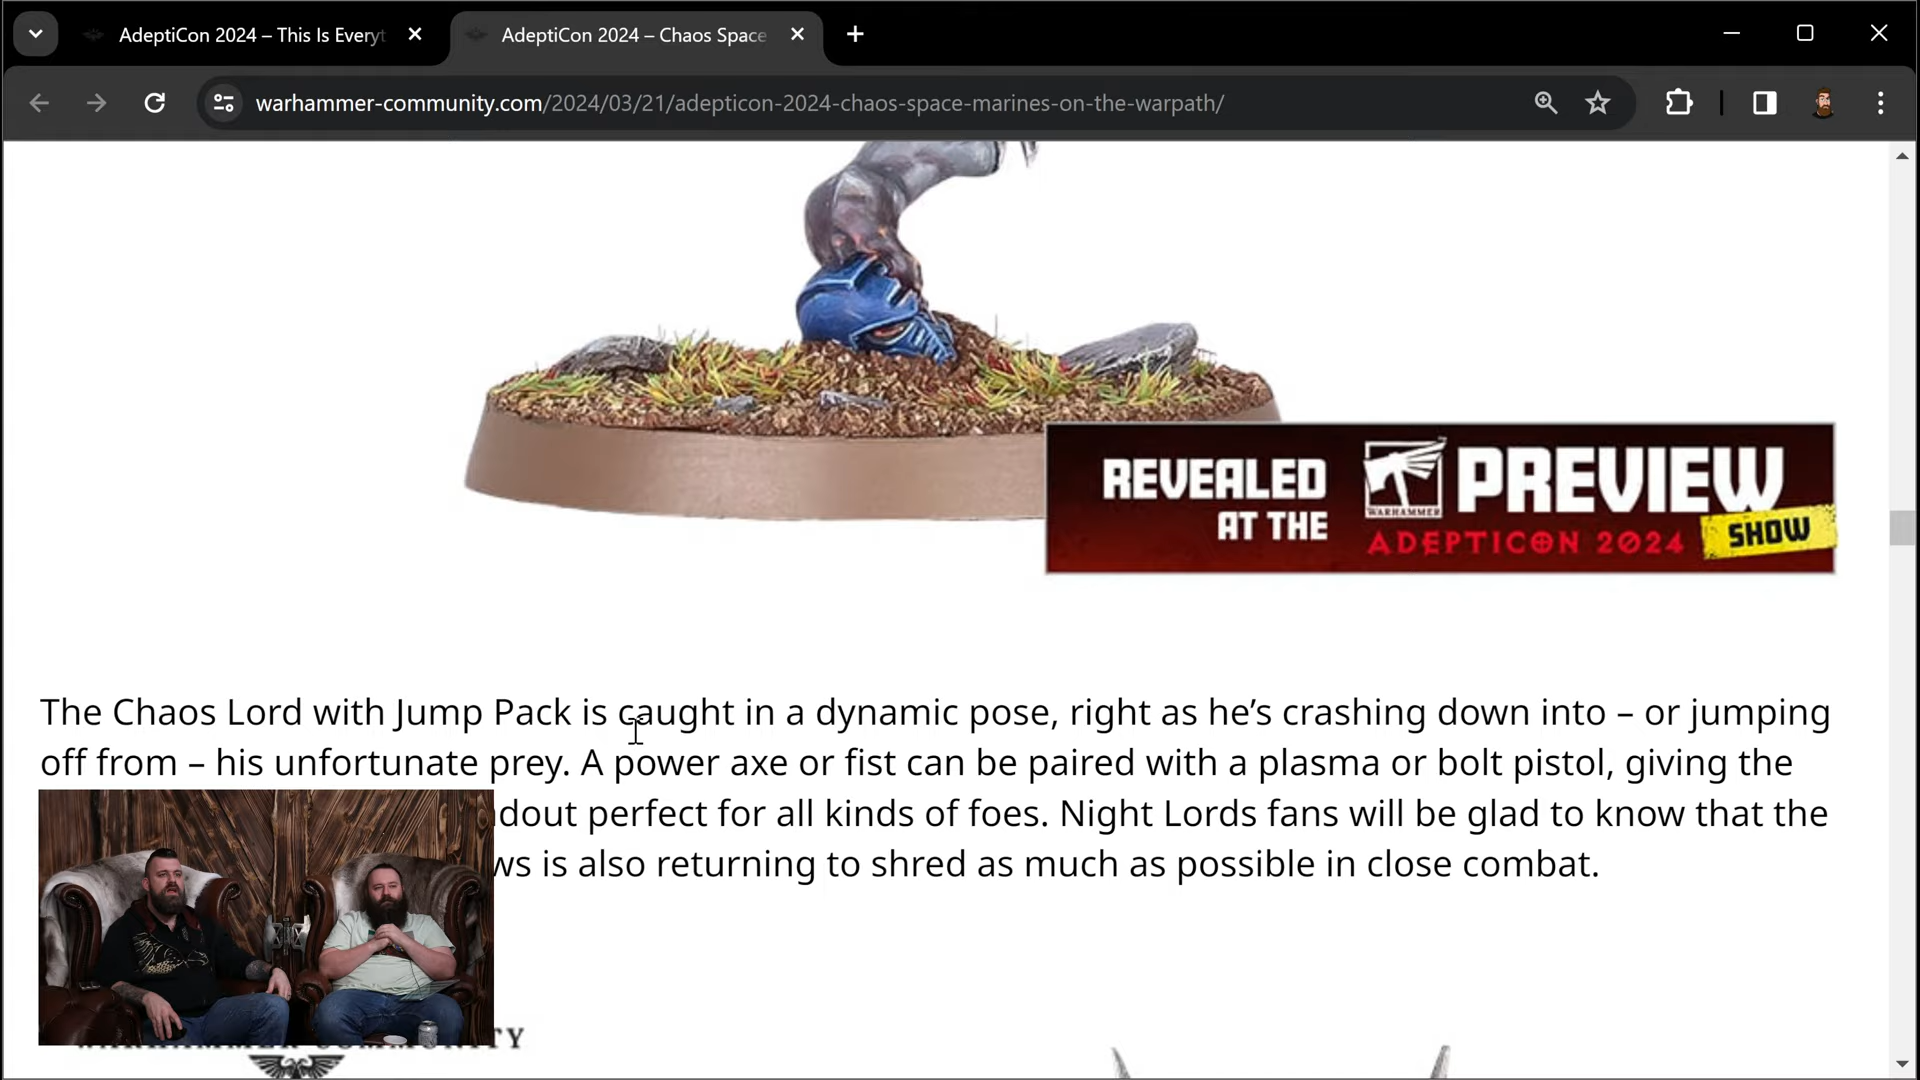 AdeptiCon 2024 – This Is Everyt
AdeptiCon 2024 – Chaos Space
warhammer-community.com/2024/03/21/adepticon-2024-chaos-space-marines-on-the-warpath/
REVEALED
AT THE
WARHAMMER
PREVIEW
SHOW
ADEPTICON 2024
The Chaos Lord with Jump Pack is caught in a dynamic pose, right as he’s crashing down into – or jumping
off from – his unfortunate prey. A power axe or fist can be paired with a plasma or bolt pistol, giving the
dout perfect for all kinds of foes. Night Lords fans will be glad to know that the
ws is also returning to shred as much as possible in close combat.